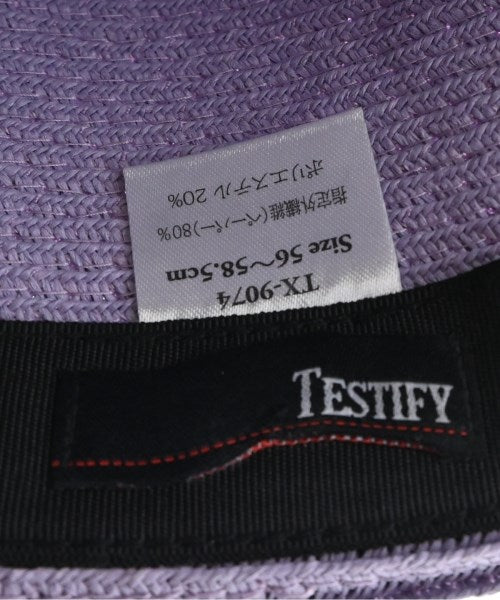 TX-9074
Size 56～58.5cm
指定外繊維(ペーパー)80%
ポリエステル 20%
TESTIFY